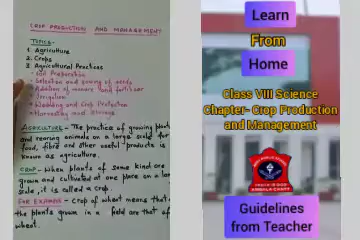 CROP PRODUCTION AND MANAGEMENT
TOPICS-
1. Agriculture
2. Crops
3. Agricultural Practices
• Soil Preparation
• Selection and sowing of seeds
• Addition of manure and fertiliser
• Irrigation
• Weeding and Crop Protection
• Harvesting and Storage
AGRICULTURE - The practice of growing plants
and rearing animals on a large scale for
food, fibre and other useful products is
known as agriculture.
CROP - When plants of same kind are
grown and cultivated at one place on a large
scale, it is called a Crop.
FOR EXAMPLE - Crop of wheat means that
the plants grown in a field are that of
wheat.
Learn
From
Home
Class VIII Science
Chapter- Crop Production
and Management
Guidelines
from Teacher